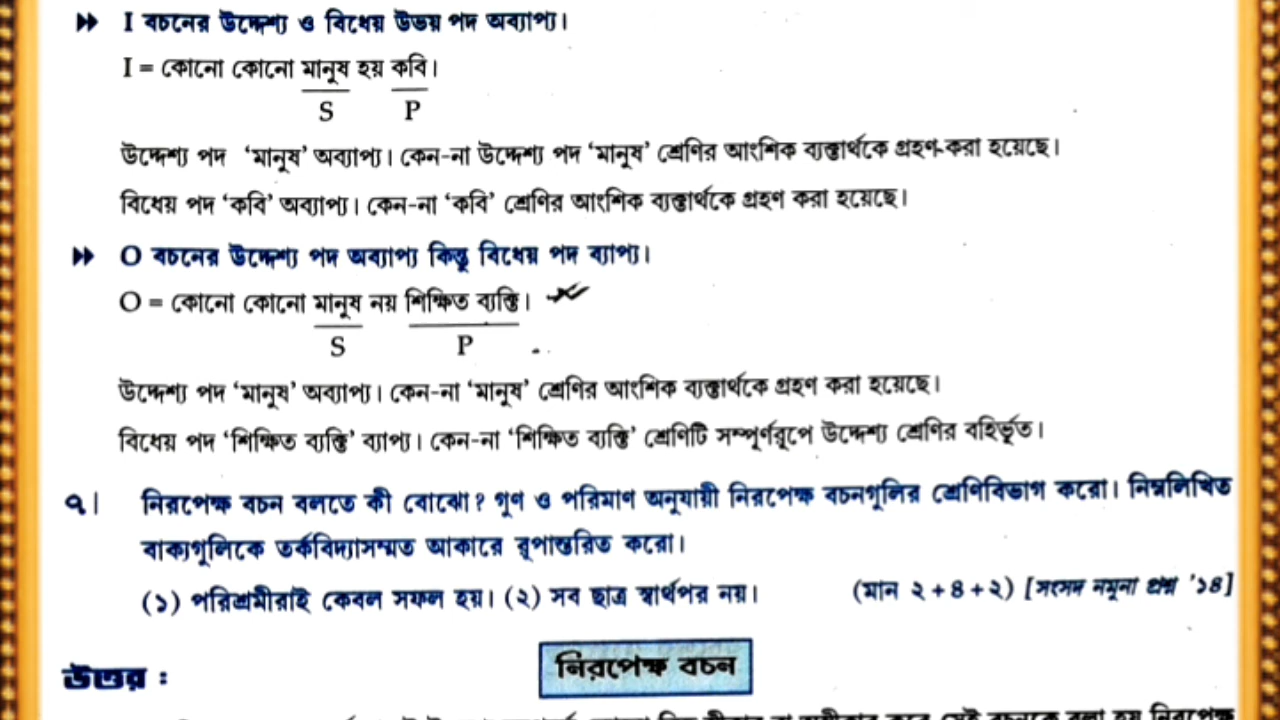 ▶▶ I বচনের উদ্দেশ্য ও বিধেয় উভয় পদ অব্যাপ্য।
I = কোনো কোনো মানুষ হয় কবি।
S P
উদ্দেশ্য পদ ‘মানুষ’ অব্যাপ্য। কেন-না উদ্দেশ্য পদ ‘মানুষ’ শ্রেণির আংশিক ব্যক্ত্যর্থকে গ্রহণ করা হয়েছে।
বিধেয় পদ ‘কবি’ অব্যাপ্য। কেন-না ‘কবি’ শ্রেণির আংশিক ব্যক্ত্যর্থকে গ্রহণ করা হয়েছে।
▶▶ O বচনের উদ্দেশ্য পদ অব্যাপ্য কিন্তু বিধেয় পদ ব্যাপ্য।
O = কোনো কোনো মানুষ নয় শিক্ষিত ব্যক্তি।
S P
উদ্দেশ্য পদ ‘মানুষ’ অব্যাপ্য। কেন-না ‘মানুষ’ শ্রেণির আংশিক ব্যক্ত্যর্থকে গ্রহণ করা হয়েছে।
বিধেয় পদ ‘শিক্ষিত ব্যক্তি’ ব্যাপ্য। কেন-না ‘শিক্ষিত ব্যক্তি’ শ্রেণিটি সম্পূর্ণরূপে উদ্দেশ্য শ্রেণির বহির্ভূত।
৭। নিরপেক্ষ বচন বলতে কী বোঝো? গুণ ও পরিমাণ অনুযায়ী নিরপেক্ষ বচনগুলির শ্রেণিবিভাগ করো। নিম্নলিখিত
বাক্যগুলিকে তর্কবিদ্যাসম্মত আকারে রূপান্তরিত করো।
(১) পরিশ্রমীরাই কেবল সফল হয়। (২) সব ছাত্র স্বার্থপর নয়। (মান ২+৪+২) [সংসদ নমুনা প্রশ্ন '১৪]
নিরপেক্ষ বচন
উত্তর :